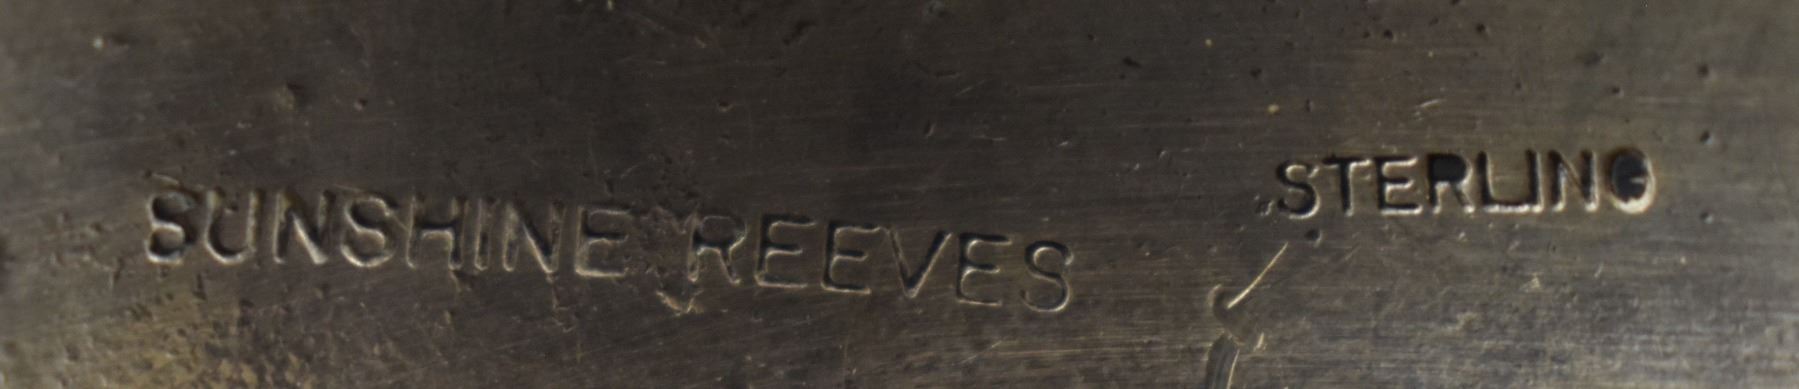 SUNSHINE REEVES STERLING